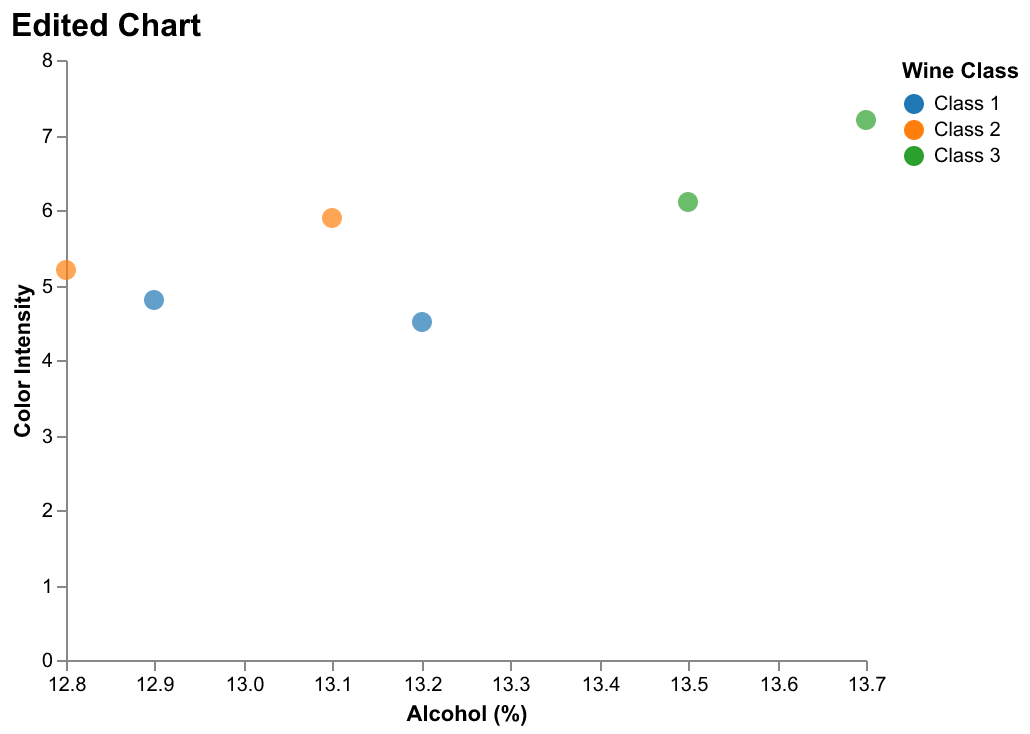 Edited Chart
8
7
6
5
4
3
2
1
0
Color Intensity
12.8 12.9 13.0 13.1 13.2 13.3 13.4 13.5 13.6 13.7
Alcohol (%)
Wine Class
Class 1
Class 2
Class 3